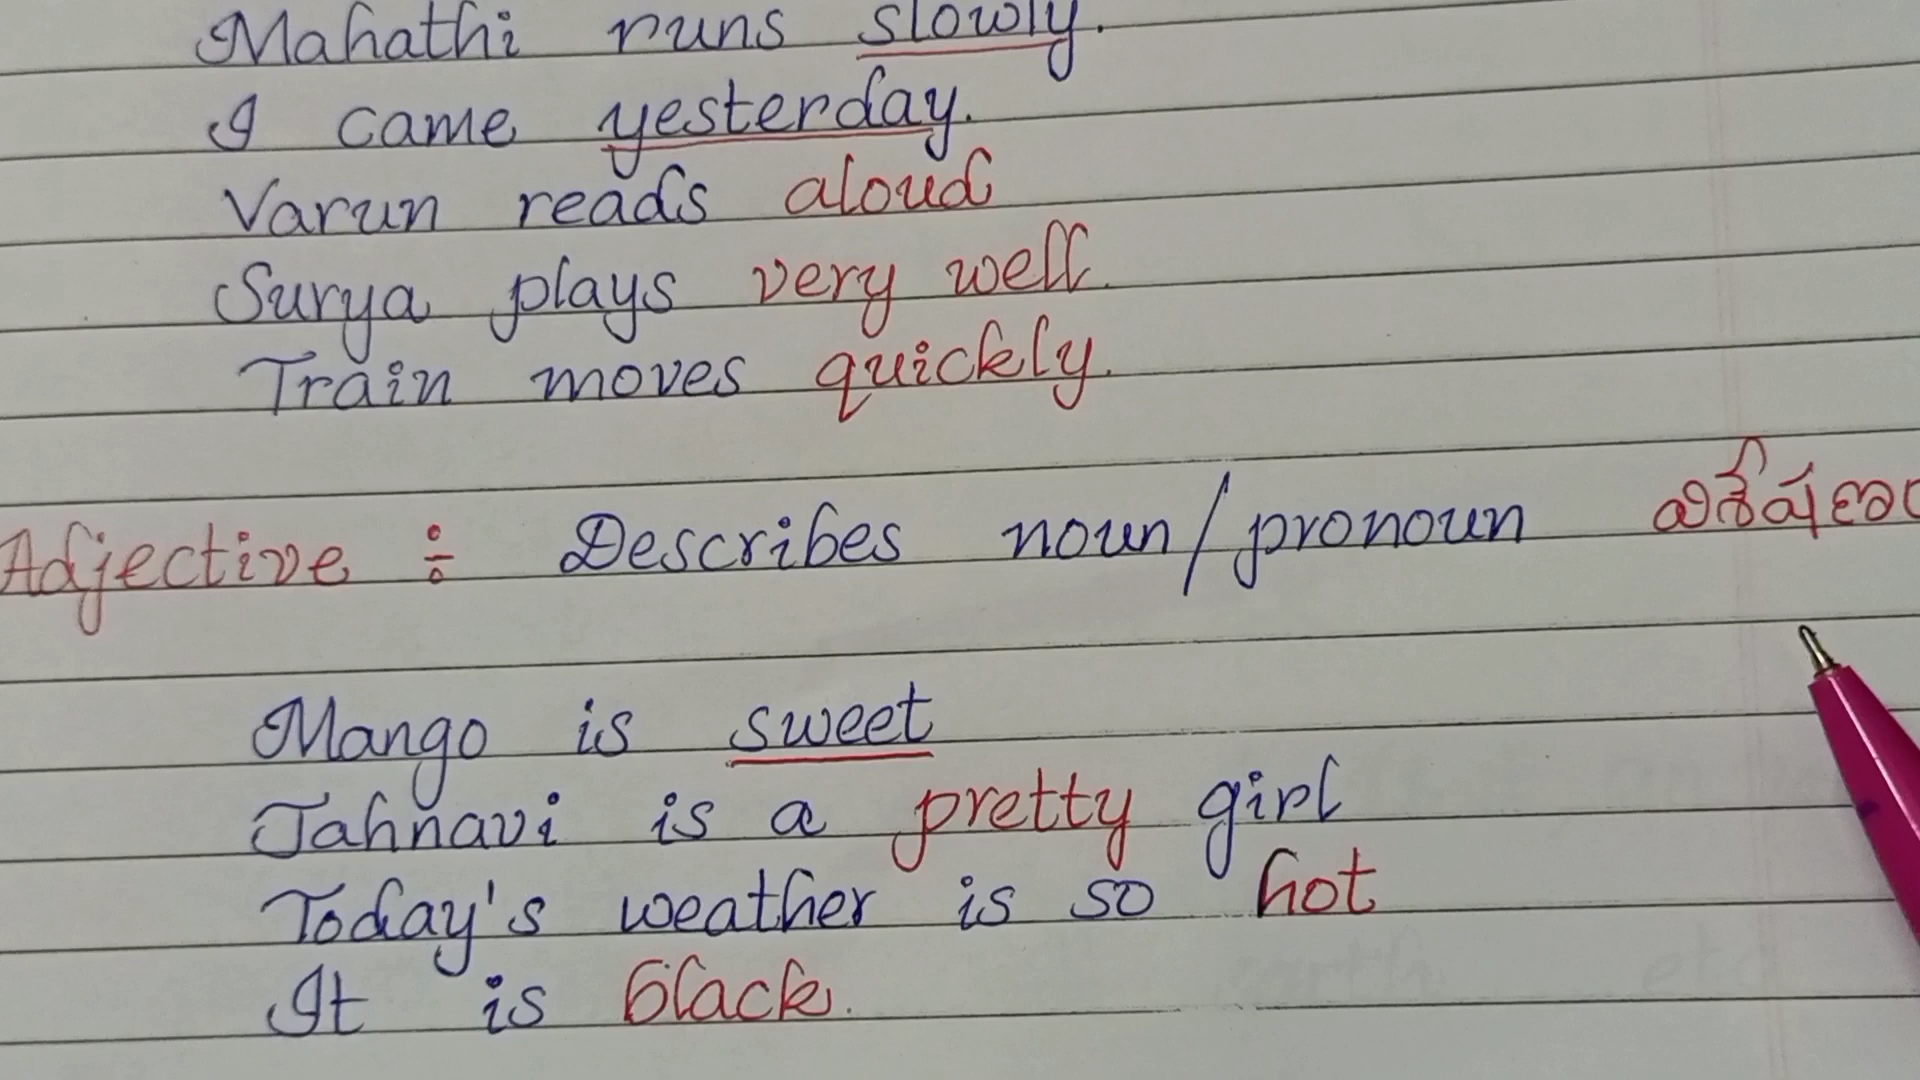 Mahathi runs slowly.
I came yesterday.
Varun reads aloud
Surya plays very well.
Train moves quickly.
Adjective ÷ Describes noun/pronoun విశేషణం
Mango is sweet
Jahnavi is a pretty girl
Today's weather is so hot
It is black.